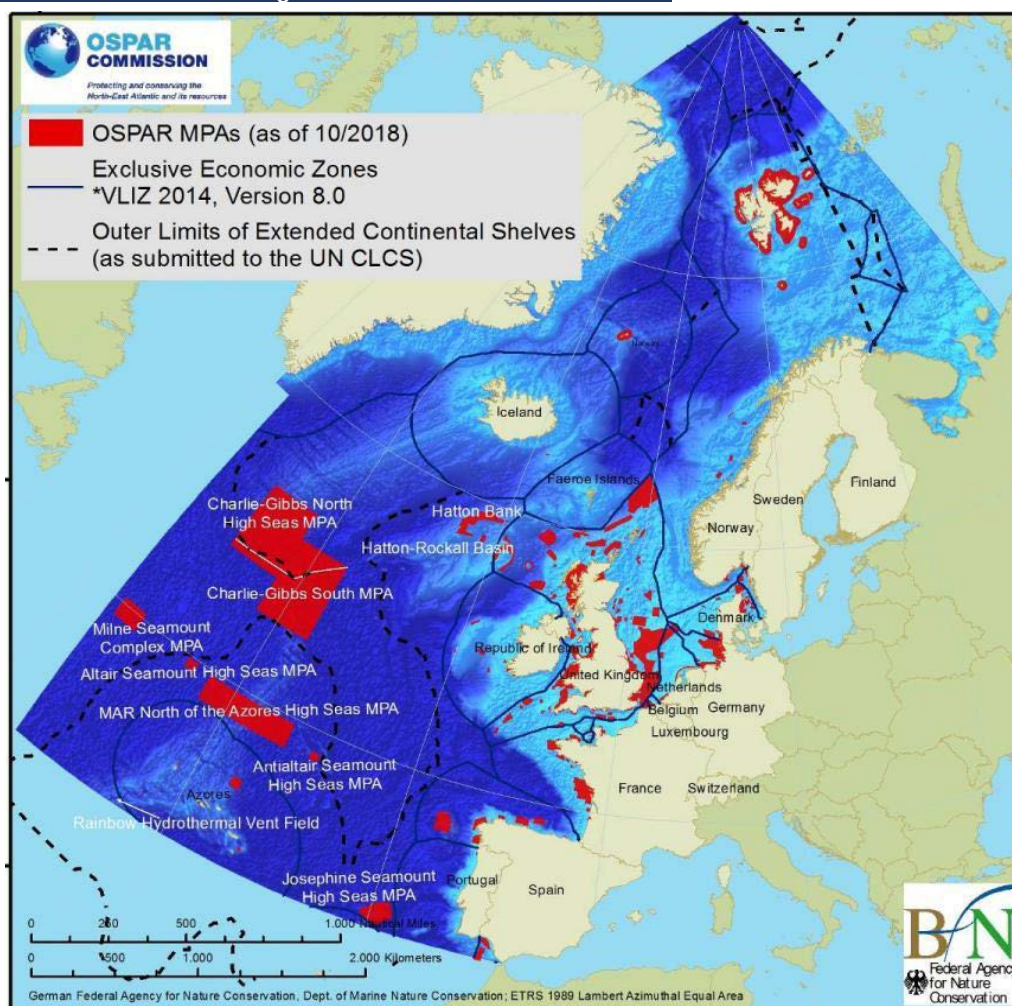 OSPAR
COMMISSION
Protecting and conserving the
North-East Atlantic and its resources
OSPAR MPAs (as of 10/2018)
Exclusive Economic Zones
*VLIZ 2014, Version 8.0
Outer Limits of Extended Continental Shelves
(as submitted to the UN CLCS)
Norway
Iceland
Faeroe Islands
Finland
Sweden
Norway
Charlie-Gibbs North
High Seas MPA
Hatton Bank
Hatton-Rockall Basin
Charlie-Gibbs South MPA
Milne Seamount
Complex MPA
Denmark
Republic of Ireland
Altair Seamount High Seas MPA
United Kingdom
Netherlands
MAR North of the Azores High Seas MPA
Belgium
Germany
Luxembourg
Antialtair Seamount
High Seas MPA
France
Switzerland
Azores
Rainbow Hydrothermal Vent Field
Josephine Seamount
High Seas MPA
Portugal
Spain
0 250 500 1.000 Nautical Miles
0 500 1.000 2.000 Kilometers
BfN
Federal Agency
for Nature
Conservation
German Federal Agency for Nature Conservation, Dept. of Marine Nature Conservation; ETRS 1989 Lambert Azimuthal Equal Area